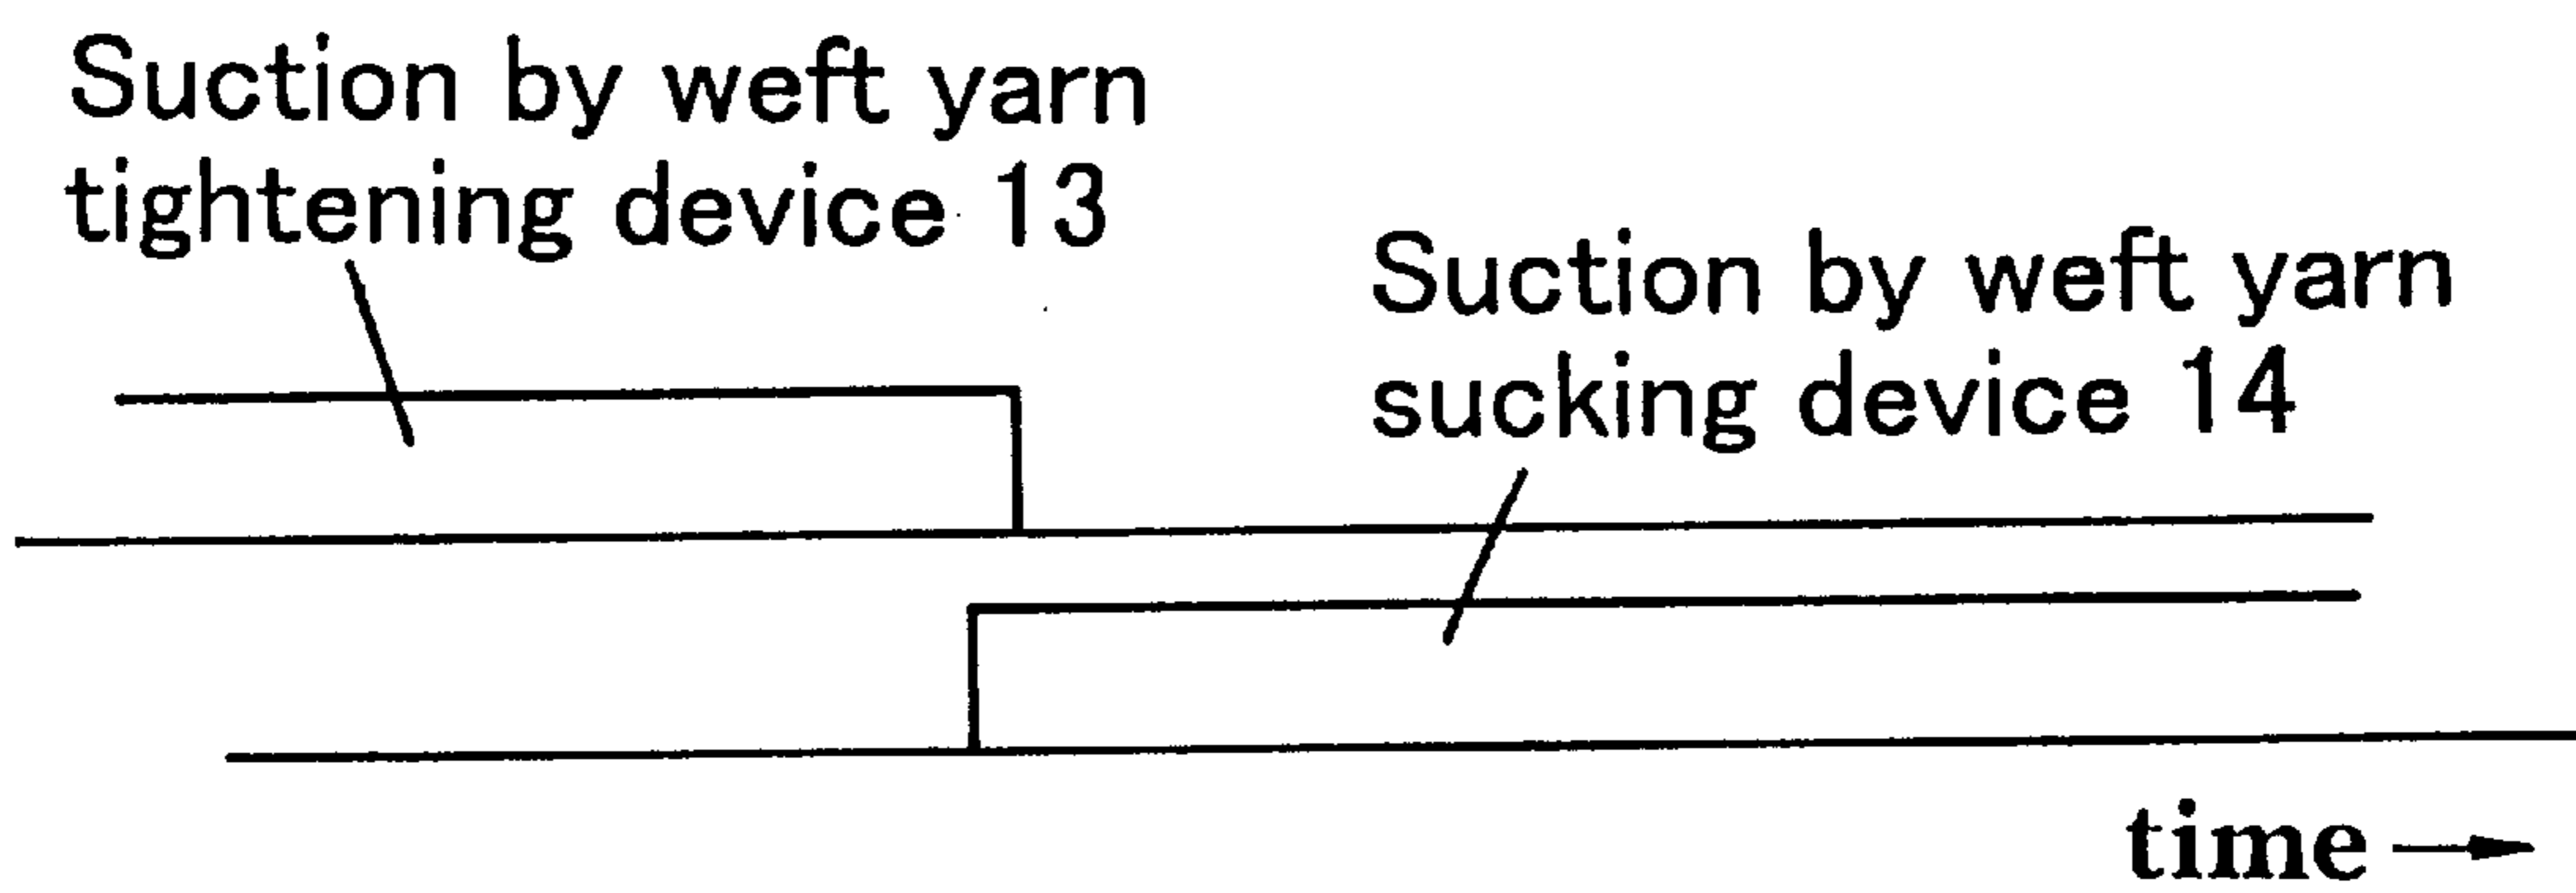 Suction by weft yarn
tightening device 13
Suction by weft yarn
sucking device 14
time